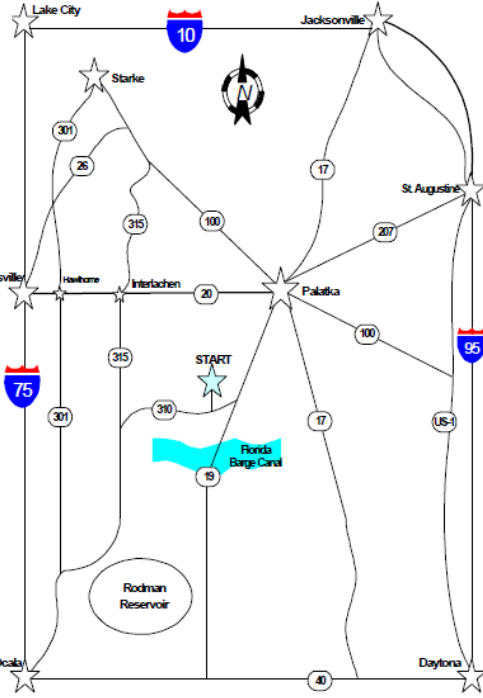 Lake City
Jacksonville
10
Starke
N
301
26
17
St. Augustine
315
100
207
sville
Hawthorne
Interlachen
20
Palatka
100
95
315
START
75
310
301
17
US-1
Florida
Barge Canal
19
Rodman
Reservoir
Ocala
40
Daytona